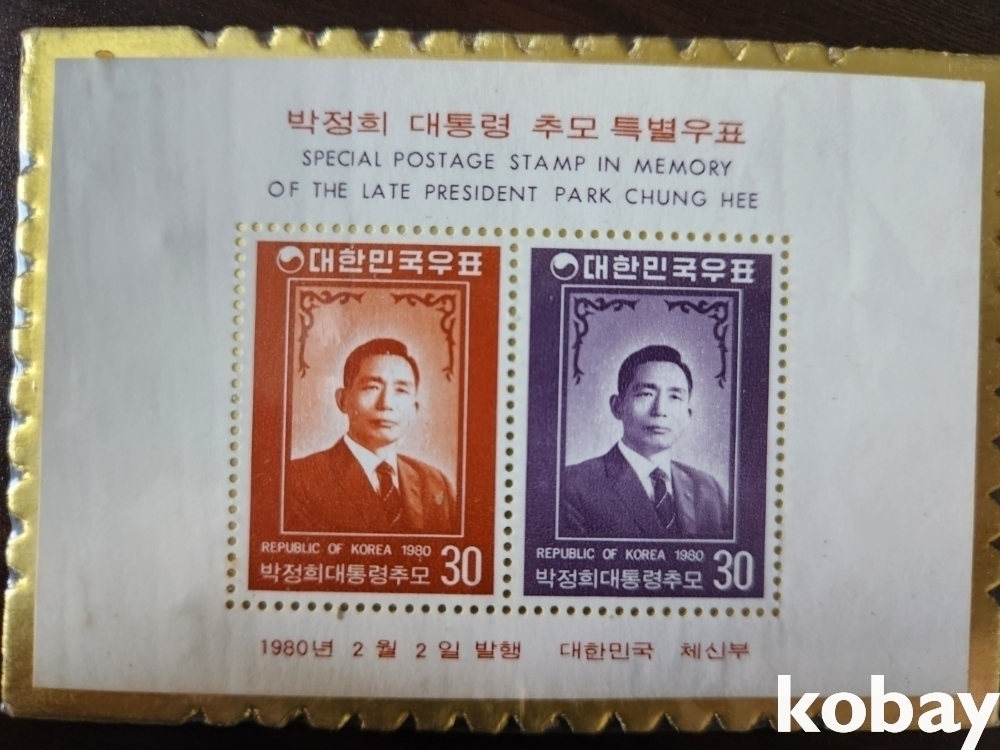 박정희 대통령 추모 특별우표
SPECIAL POSTAGE STAMP IN MEMORY
OF THE LATE PRESIDENT PARK CHUNG HEE
대한민국우표
REPUBLIC OF KOREA 1980
박정희대통령추모 30
대한민국우표
REPUBLIC OF KOREA 1980
박정희대통령추모 30
1980년 2월 2일 발행 대한민국 체신부
kobay